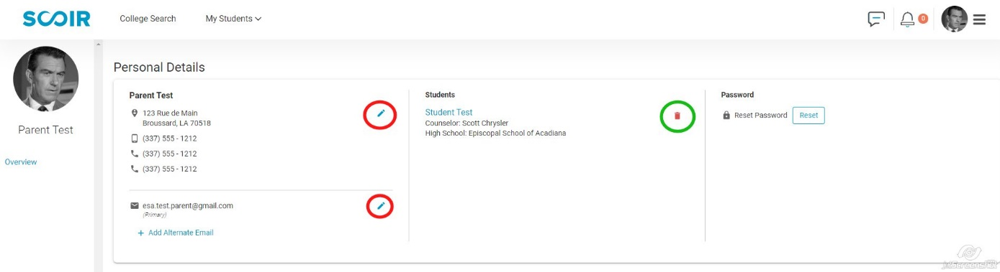 SCOIR
College Search
My Students
0
Parent Test
Overview
Personal Details
Parent Test
123 Rue de Main
Broussard, LA 70518
(337) 555 - 1212
(337) 555 - 1212
(337) 555 - 1212
esa.test.parent@gmail.com
(Primary)
+ Add Alternate Email
Students
Student Test
Counselor: Scott Chrysler
High School: Episcopal School of Acadiana
Password
Reset Password
Reset
jetScreenshot